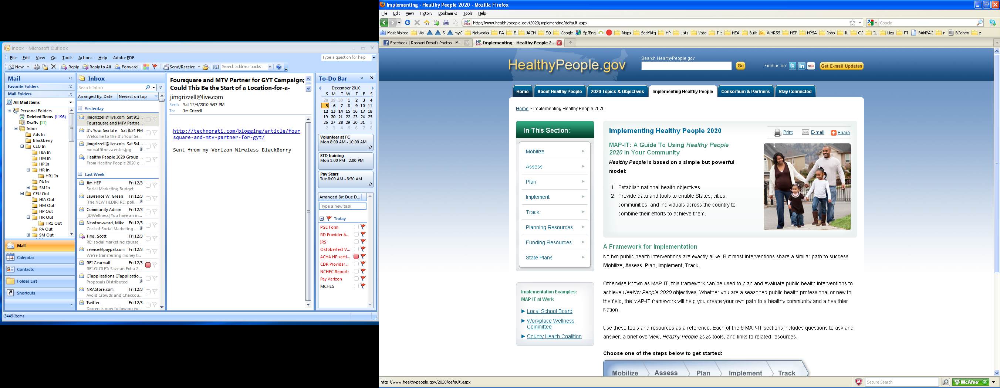 Inbox - Microsoft Outlook
File Edit View Go Tools Actions Help Adobe PDF
Type a question for help
New Reply Reply to All Forward Send/Receive Search address books
Mail
Favorite Folders
Mail Folders
All Mail Items
Personal Folders
Deleted Items (1196)
Drafts [11]
Inbox
Ads In
Blackberry
CEU In
HIA In
HM In
HP In
HR In
HR1 In
PA In
SM In
CEU Out
HIA Out
HM Out
HP Out
HR Out
HR1 Out
PA Out
SM Out
Mail
Calendar
Contacts
Folder List
Shortcuts
3449 Items
Inbox
Search Inbox
Arranged By: Date Newest on top
Yesterday
jimgrizzell@live.com Sat 9:3...
Foursquare and MTV Partne...
It's Your Sex Life Sat 8:24 PM
Welcome to the It's Your Se...
jimgrizzell@live.com Sat 3:4...
momatfitnesscenter.jpg
Healthy People 2020 Group ...
From Healthy People 2020 g...
Last Week
Jim HEP Fri 12/3
Social Marketing Budget
Lawrence W. Green Fri 12/3
[The NEW HEDIR] RE: poli...
Community Admin Fri 12/3
[IDWellness] You have an in...
Newton-ward, Mike Fri 12/3
Cost of Social Marketing ...
Tims, Scott Fri 12/3
RE: social marketing course...
service@paypal.com Fri 12/3
We're transferring money t...
REI Gearmail Fri 12/3
REI-OUTLET: Save an Extra 2...
CTapplications CTapplicatio...
Proposals Distributed
NRAStore.com Fri 12/3
Avoid Crowds and Checkou...
Twitter Fri 12/3
Darren is now following yo...
Foursquare and MTV Partner for GYT Campaign;
Could This Be the Start of a Location-for-a-
jimgrizzell@live.com
Sent: Sat 12/4/2010 9:37 PM
To: Jim Grizzell
http://technorati.com/blogging/article/four
square-and-mtv-partner-for-gyt/
Sent from my Verizon Wireless BlackBerry
To-Do Bar
December 2010
S M T W T F S
28 29 30 1 2 3 4
5 6 7 8 9 10 11
12 13 14 15 16 17 18
19 20 21 22 23 24 25
26 27 28 29 30 31 1
2 3 4 5 6 7 8
Volunteer at FC
Mon 8:00 AM - 10:00 AM
STD training
Mon 1:00 PM - 2:00 PM
Pay Sears
Tue 8:00 AM - 8:30 AM
Arranged By: Due D...
Type a new task
Today
PGE Form
RD Provider A...
IRS
Oktoberfest V...
ACHA HP secti...
CDR Provider ...
NCHEC Reports
Pay Verizon
MCHES
Implementing - Healthy People 2020 - Mozilla Firefox
File Edit View History Bookmarks Tools Help
HP 2020 http://www.healthypeople.gov/2020/implementing/default.aspx
Google
Most Visited Wx S myG Networks PA E JACH EQ Google Sp/Eng Maps SocMktg HP Lists Vote Tkt HEA Built WHRSS HEP HPSA Jobs IL CC IU Liza PT BANPAC n BCohen z
Facebook | Roshani Desai's Photos - M... HP 2020 Implementing - Healthy People 2...
HealthyPeople.gov
Search HealthyPeople.gov:
Go
Find us on: You Tube
Get E-mail Updates
Home About Healthy People 2020 Topics & Objectives Implementing Healthy People Consortium & Partners Stay Connected
Home > Implementing Healthy People 2020
In This Section:
Mobilize
Assess
Plan
Implement
Track
Planning Resources
Funding Resources
State Plans
Implementation Examples:
MAP-IT at Work
Local School Board
Workplace Wellness
Committee
County Health Coalition
Implementing Healthy People 2020
Print E-mail Share
MAP-IT: A Guide To Using Healthy People
2020 in Your Community
Healthy People is based on a simple but powerful
model:
1. Establish national health objectives.
2. Provide data and tools to enable States, cities,
communities, and individuals across the country to
combine their efforts to achieve them.
A Framework for Implementation
No two public health interventions are exactly alike. But most interventions share a similar path to success:
Mobilize, Assess, Plan, Implement, Track.
Otherwise known as MAP-IT, this framework can be used to plan and evaluate public health interventions to
achieve Healthy People 2020 objectives. Whether you are a seasoned public health professional or new to
the field, the MAP-IT framework will help you create your own path to a healthy community and a healthier
Nation.
Use these tools and resources as a reference. Each of the 5 MAP-IT sections includes questions to ask and
answer, a brief overview, Healthy People 2020 tools, and links to related resources.
Choose one of the steps below to get started:
Mobilize Assess Plan Implement Track
http://www.healthypeople.gov/2020/default.aspx
Secure Search
McAfee